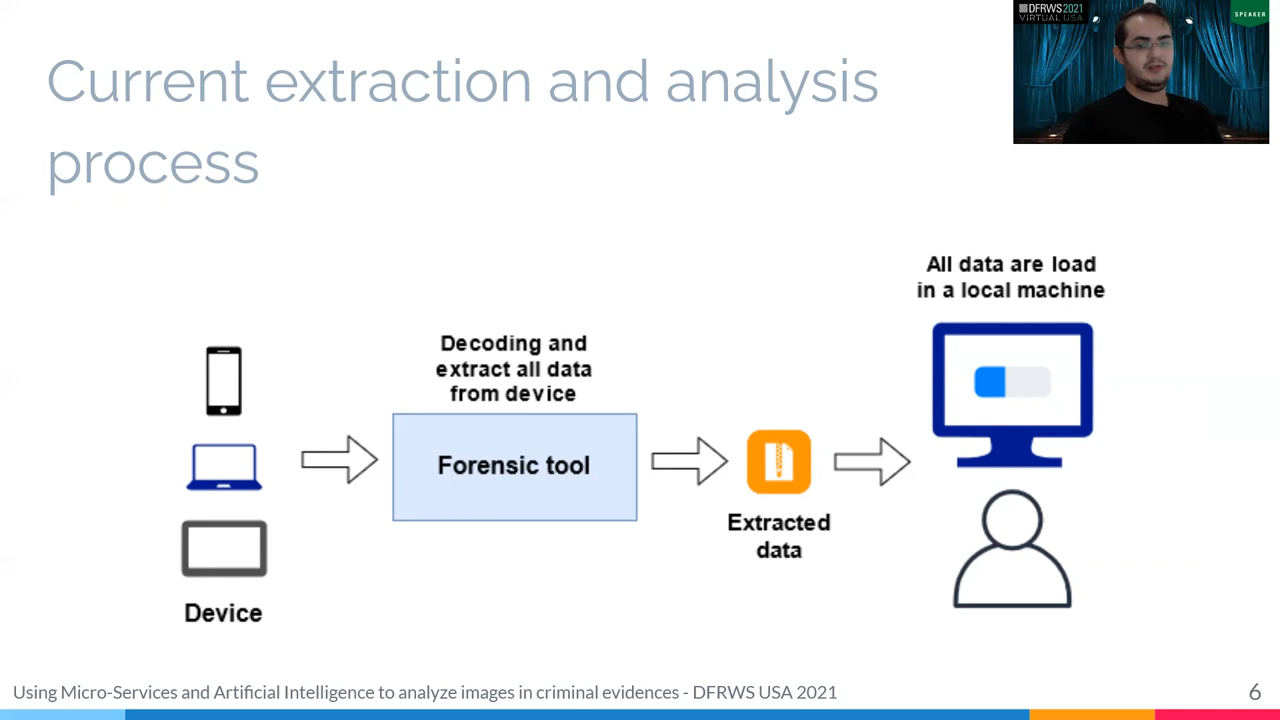 Current extraction and analysis
process
DFRWS2021
VIRTUAL USA
SPEAKER
All data are load
in a local machine
Decoding and
extract all data
from device
Forensic tool
Extracted
data
Device
Using Micro-Services and Artificial Intelligence to analyze images in criminal evidences - DFRWS USA 2021
6